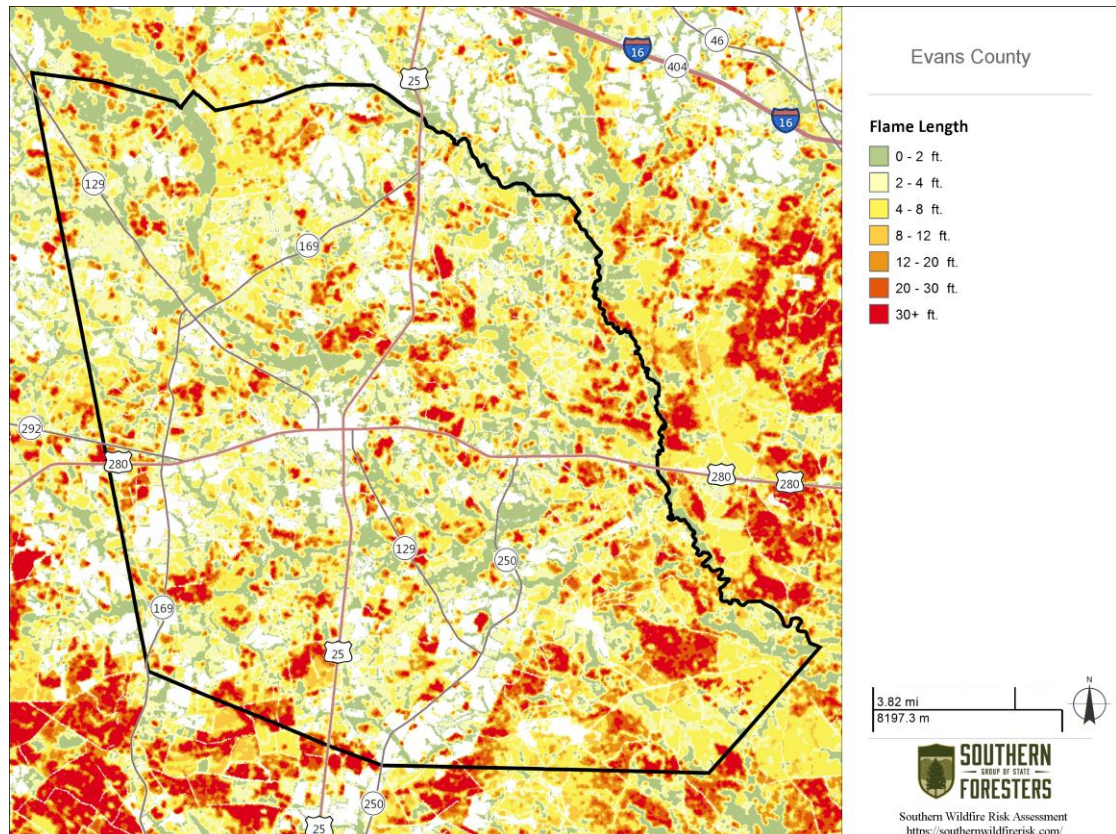 Evans County
Flame Length
0 - 2 ft.
2 - 4 ft.
4 - 8 ft.
8 - 12 ft.
12 - 20 ft.
20 - 30 ft.
30+ ft.
46
16
404
25
16
129
169
292
280
280
280
129
250
169
25
250
25
3.82 mi
8197.3 m
N
SOUTHERN
GROUP OF STATE
FORESTERS
Southern Wildfire Risk Assessment
https://southernwildfirerisk.com/